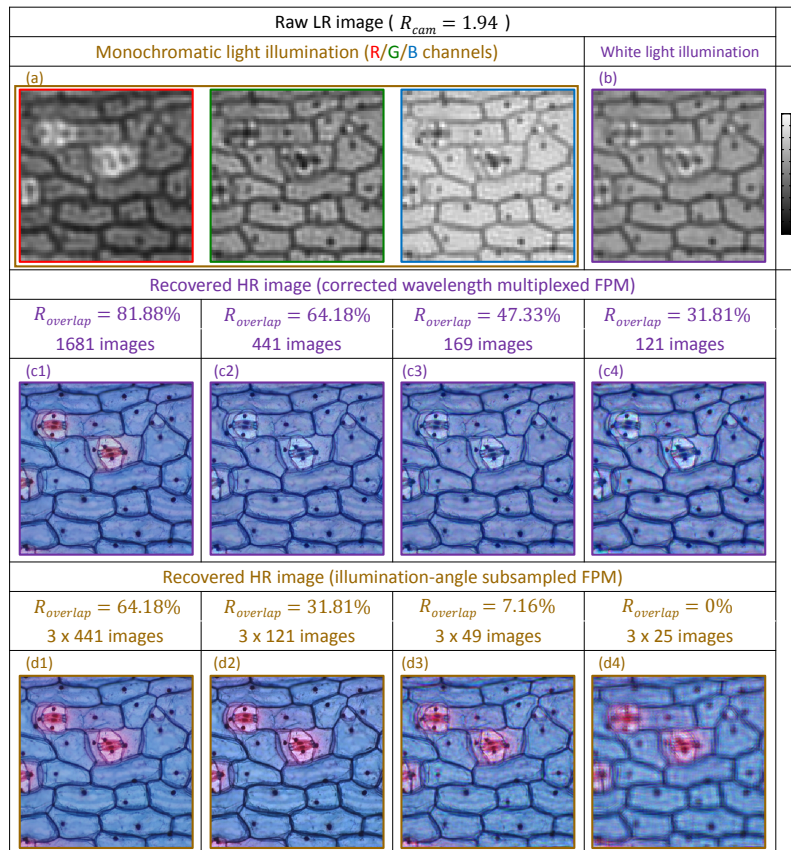 Raw LR image ( R_cam = 1.94 )
Monochromatic light illumination (R/G/B channels)
White light illumination
(a)
(b)
Recovered HR image (corrected wavelength multiplexed FPM)
R_overlap = 81.88%
1681 images
R_overlap = 64.18%
441 images
R_overlap = 47.33%
169 images
R_overlap = 31.81%
121 images
(c1)
(c2)
(c3)
(c4)
Recovered HR image (illumination-angle subsampled FPM)
R_overlap = 64.18%
3 x 441 images
R_overlap = 31.81%
3 x 121 images
R_overlap = 7.16%
3 x 49 images
R_overlap = 0%
3 x 25 images
(d1)
(d2)
(d3)
(d4)